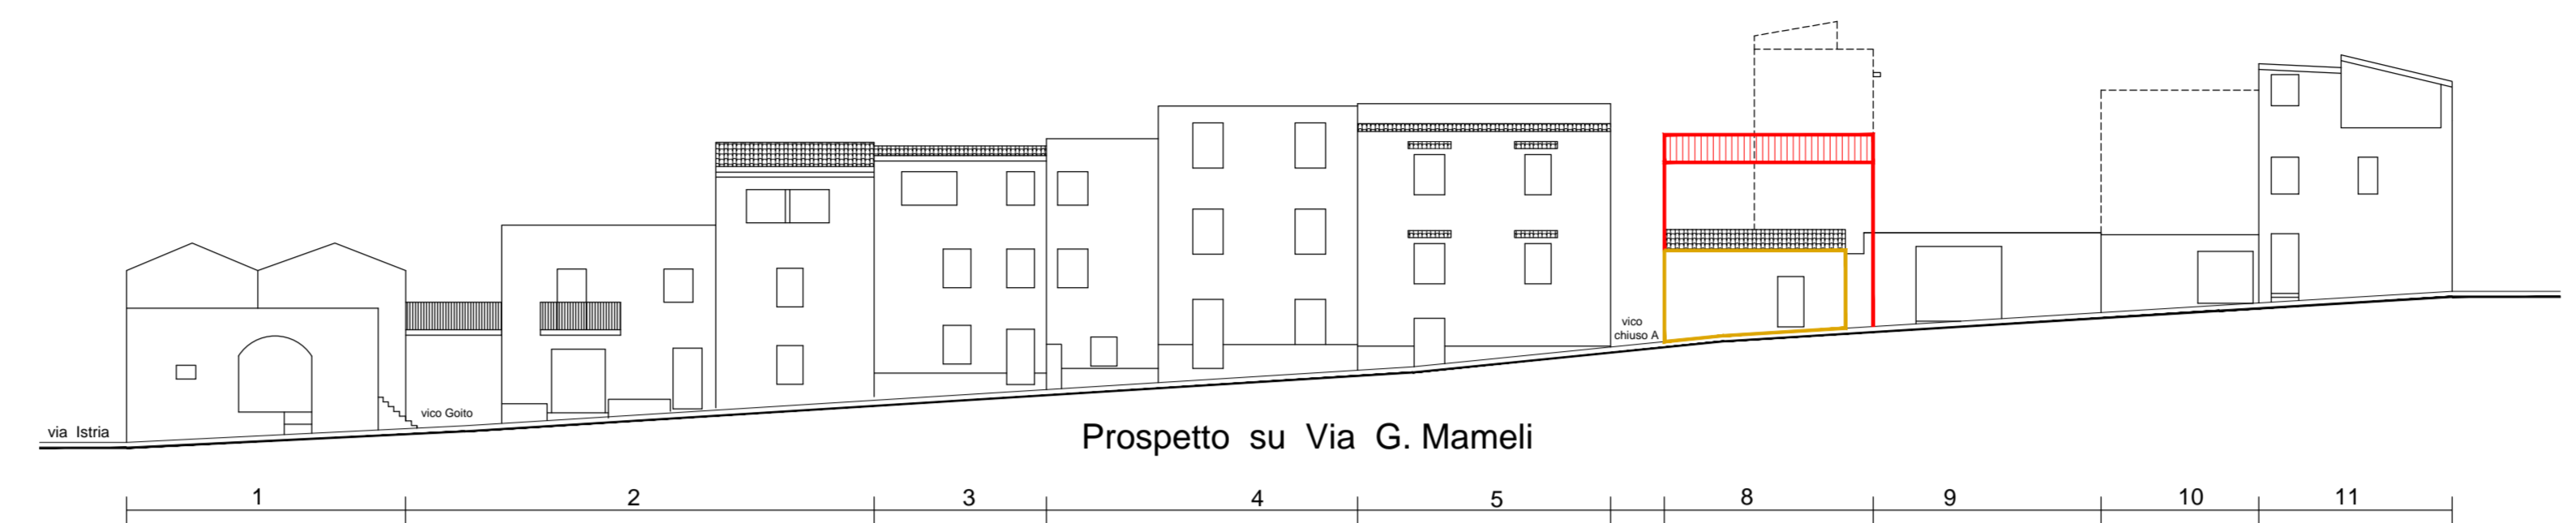 via Istria
vico Goito
vico
chiuso A
Prospetto su Via G. Mameli
1 2 3 4 5 8 9 10 11